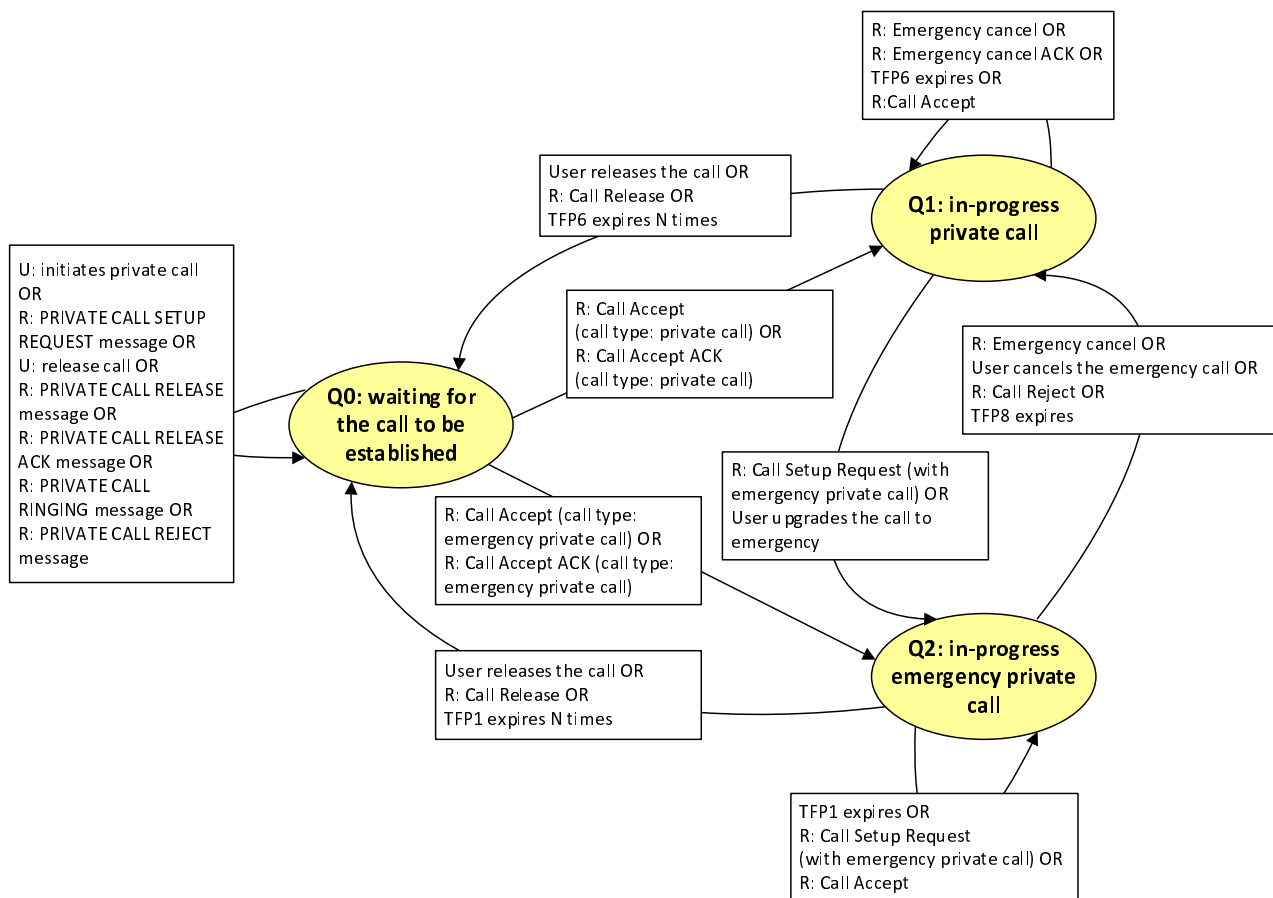 R: Emergency cancel OR
R: Emergency cancel ACK OR
TFP6 expires OR
R:Call Accept
User releases the call OR
R: Call Release OR
TFP6 expires N times
Q1: in-progress
private call
U: initiates private call
OR
R: PRIVATE CALL SETUP
REQUEST message OR
U: release call OR
R: PRIVATE CALL RELEASE
message OR
R: PRIVATE CALL RELEASE
ACK message OR
R: PRIVATE CALL
RINGING message OR
R: PRIVATE CALL REJECT
message
R: Call Accept
(call type: private call) OR
R: Call Accept ACK
(call type: private call)
R: Emergency cancel OR
User cancels the emergency call OR
R: Call Reject OR
TFP8 expires
Q0: waiting for
the call to be
established
R: Call Setup Request (with
emergency private call) OR
User upgrades the call to
emergency
R: Call Accept (call type:
emergency private call) OR
R: Call Accept ACK (call type:
emergency private call)
Q2: in-progress
emergency private
call
User releases the call OR
R: Call Release OR
TFP1 expires N times
TFP1 expires OR
R: Call Setup Request
(with emergency private call) OR
R: Call Accept